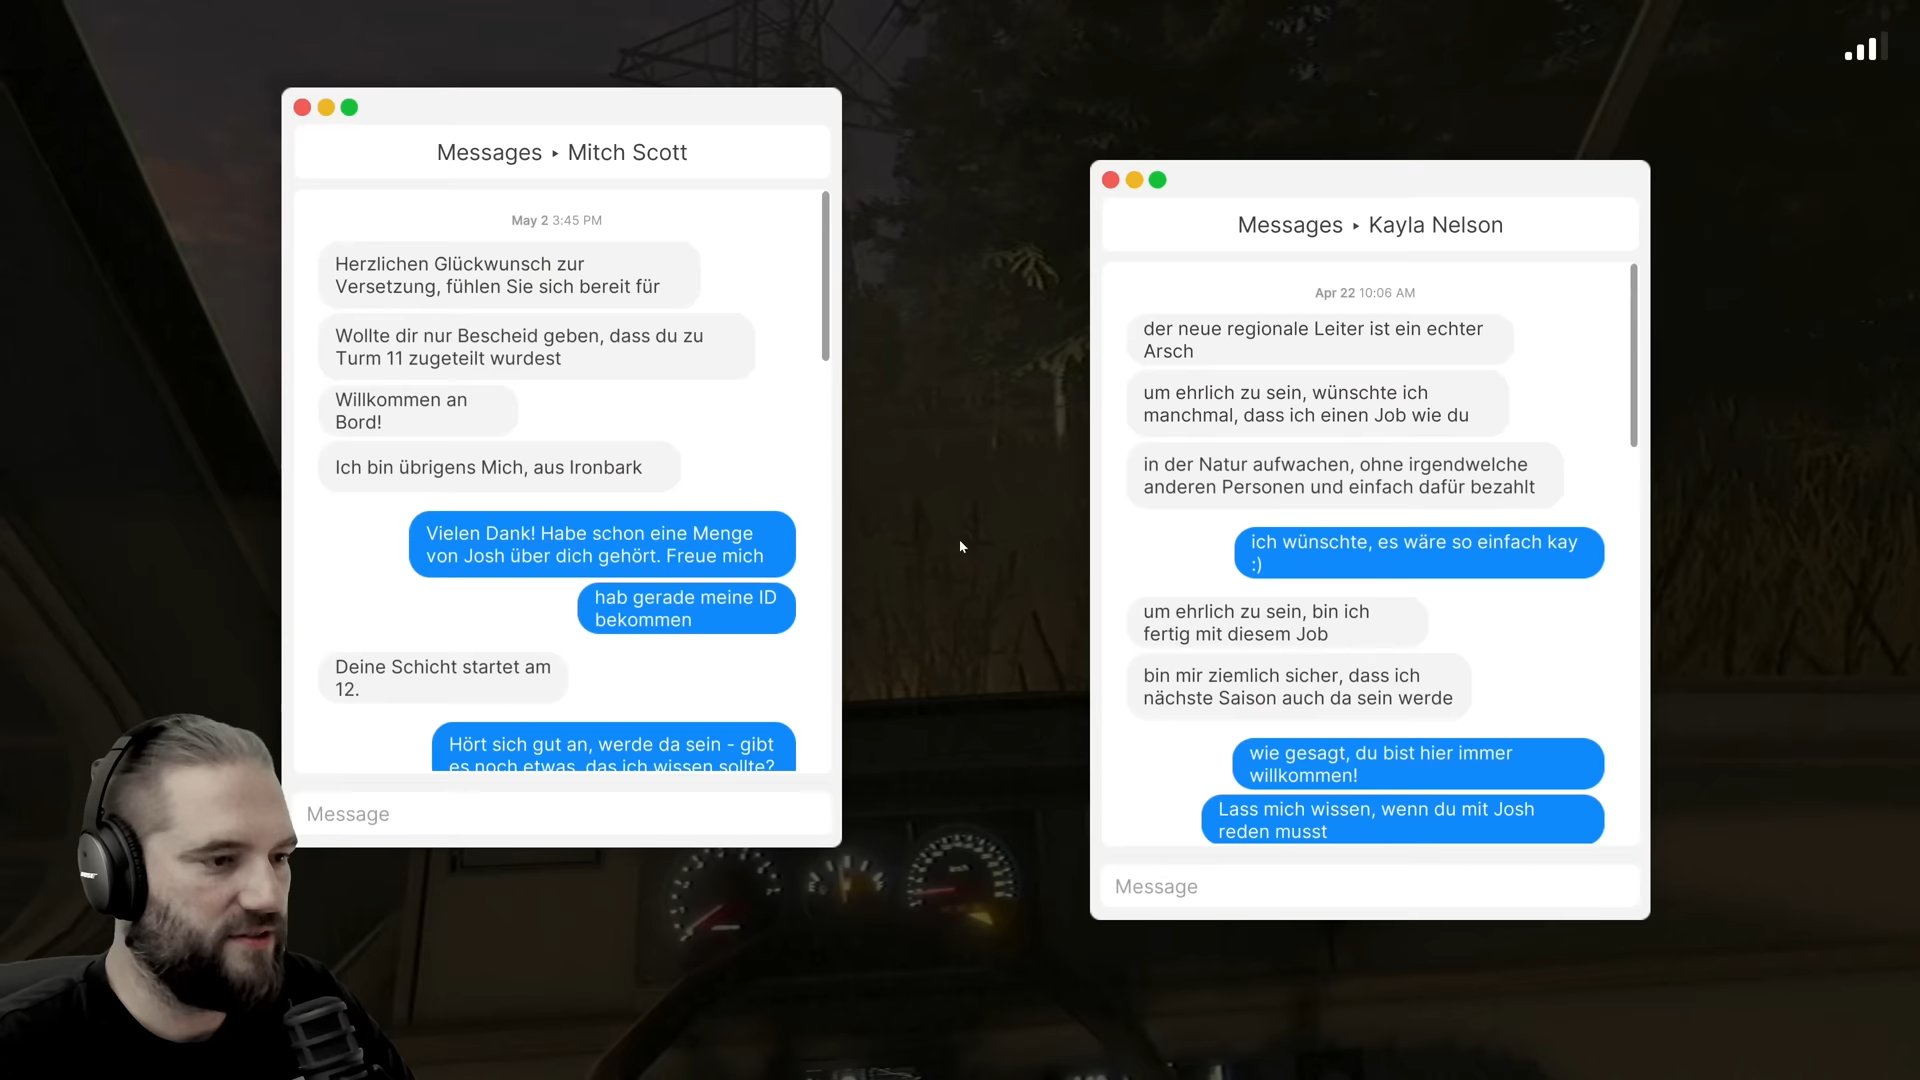 Messages ▸ Mitch Scott
May 2 3:45 PM
Herzlichen Glückwunsch zur
Versetzung, fühlen Sie sich bereit für
Wollte dir nur Bescheid geben, dass du zu
Turm 11 zugeteilt wurdest
Willkommen an
Bord!
Ich bin übrigens Mich, aus Ironbark
Vielen Dank! Habe schon eine Menge
von Josh über dich gehört. Freue mich
hab gerade meine ID
bekommen
Deine Schicht startet am
12.
Hört sich gut an, werde da sein - gibt
es noch etwas, das ich wissen sollte?
Message
Messages ▸ Kayla Nelson
Apr 22 10:06 AM
der neue regionale Leiter ist ein echter
Arsch
um ehrlich zu sein, wünschte ich
manchmal, dass ich einen Job wie du
in der Natur aufwachen, ohne irgendwelche
anderen Personen und einfach dafür bezahlt
ich wünschte, es wäre so einfach kay
:)
um ehrlich zu sein, bin ich
fertig mit diesem Job
bin mir ziemlich sicher, dass ich
nächste Saison auch da sein werde
wie gesagt, du bist hier immer
willkommen!
Lass mich wissen, wenn du mit Josh
reden musst
Message